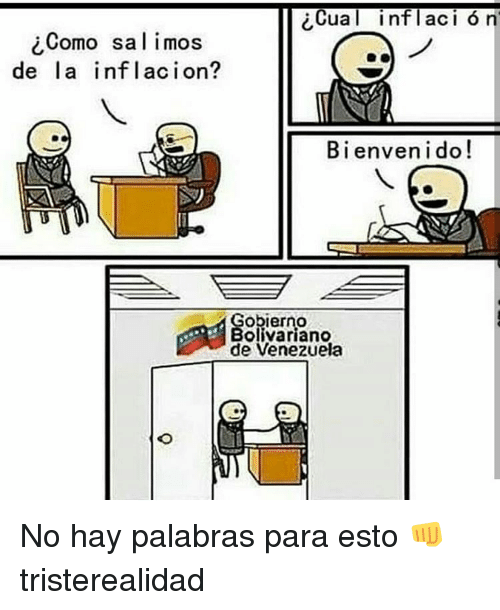 ¿Como salimos
de la inflacion?
¿Cual inflación
Bienvenido!
Gobierno
Bolivariano
de Venezuela
No hay palabras para esto 👊
tristerealidad